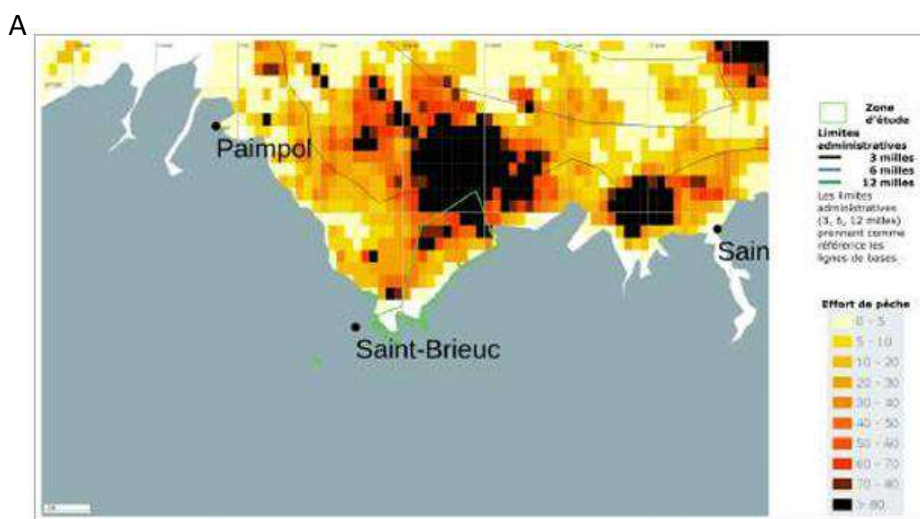 A
Paimpol
Saint-Brieuc
Sain
Zone
d'étude
Limites
administratives
3 milles
6 milles
12 milles
Les limites
administratives
(3, 6, 12 milles)
prennent comme
référence les
lignes de bases
Effort de pêche
0 - 5
5 - 10
10 - 20
20 - 30
30 - 40
40 - 50
50 - 60
60 - 70
70 - 80
> 80